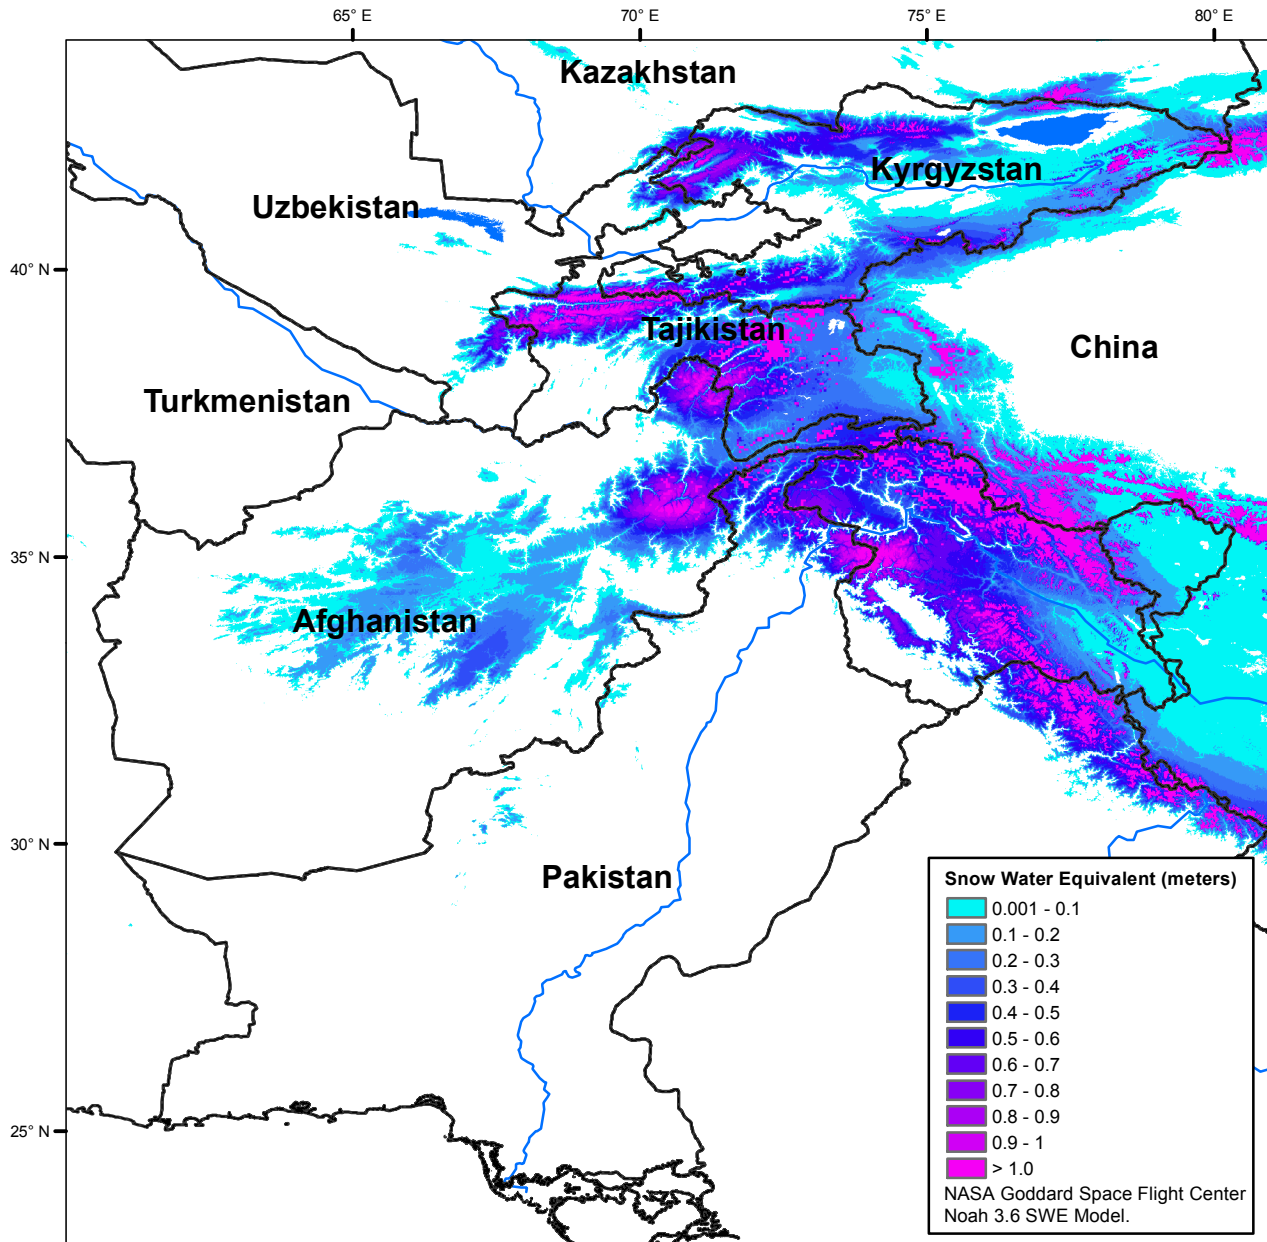 65° E
70° E
75° E
80° E
Kazakhstan
Kyrgyzstan
Uzbekistan
40° N
Tajikistan
China
Turkmenistan
35° N
Afghanistan
30° N
Pakistan
25° N
Snow Water Equivalent (meters)
0.001 - 0.1
0.1 - 0.2
0.2 - 0.3
0.3 - 0.4
0.4 - 0.5
0.5 - 0.6
0.6 - 0.7
0.7 - 0.8
0.8 - 0.9
0.9 - 1
> 1.0
NASA Goddard Space Flight Center
Noah 3.6 SWE Model.